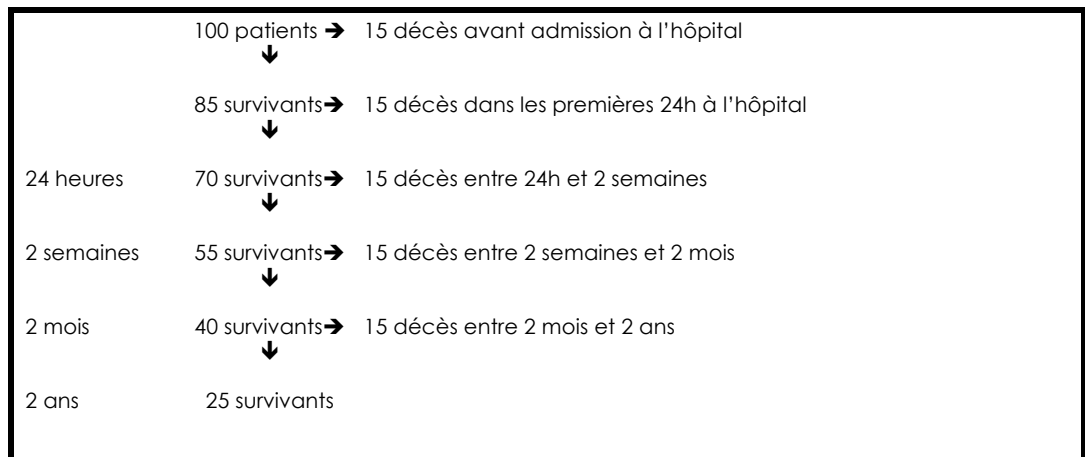 100 patients ➔ 15 décès avant admission à l'hôpital
🡻
85 survivants➔ 15 décès dans les premières 24h à l'hôpital
🡻
24 heures 70 survivants➔ 15 décès entre 24h et 2 semaines
🡻
2 semaines 55 survivants➔ 15 décès entre 2 semaines et 2 mois
🡻
2 mois 40 survivants➔ 15 décès entre 2 mois et 2 ans
🡻
2 ans 25 survivants